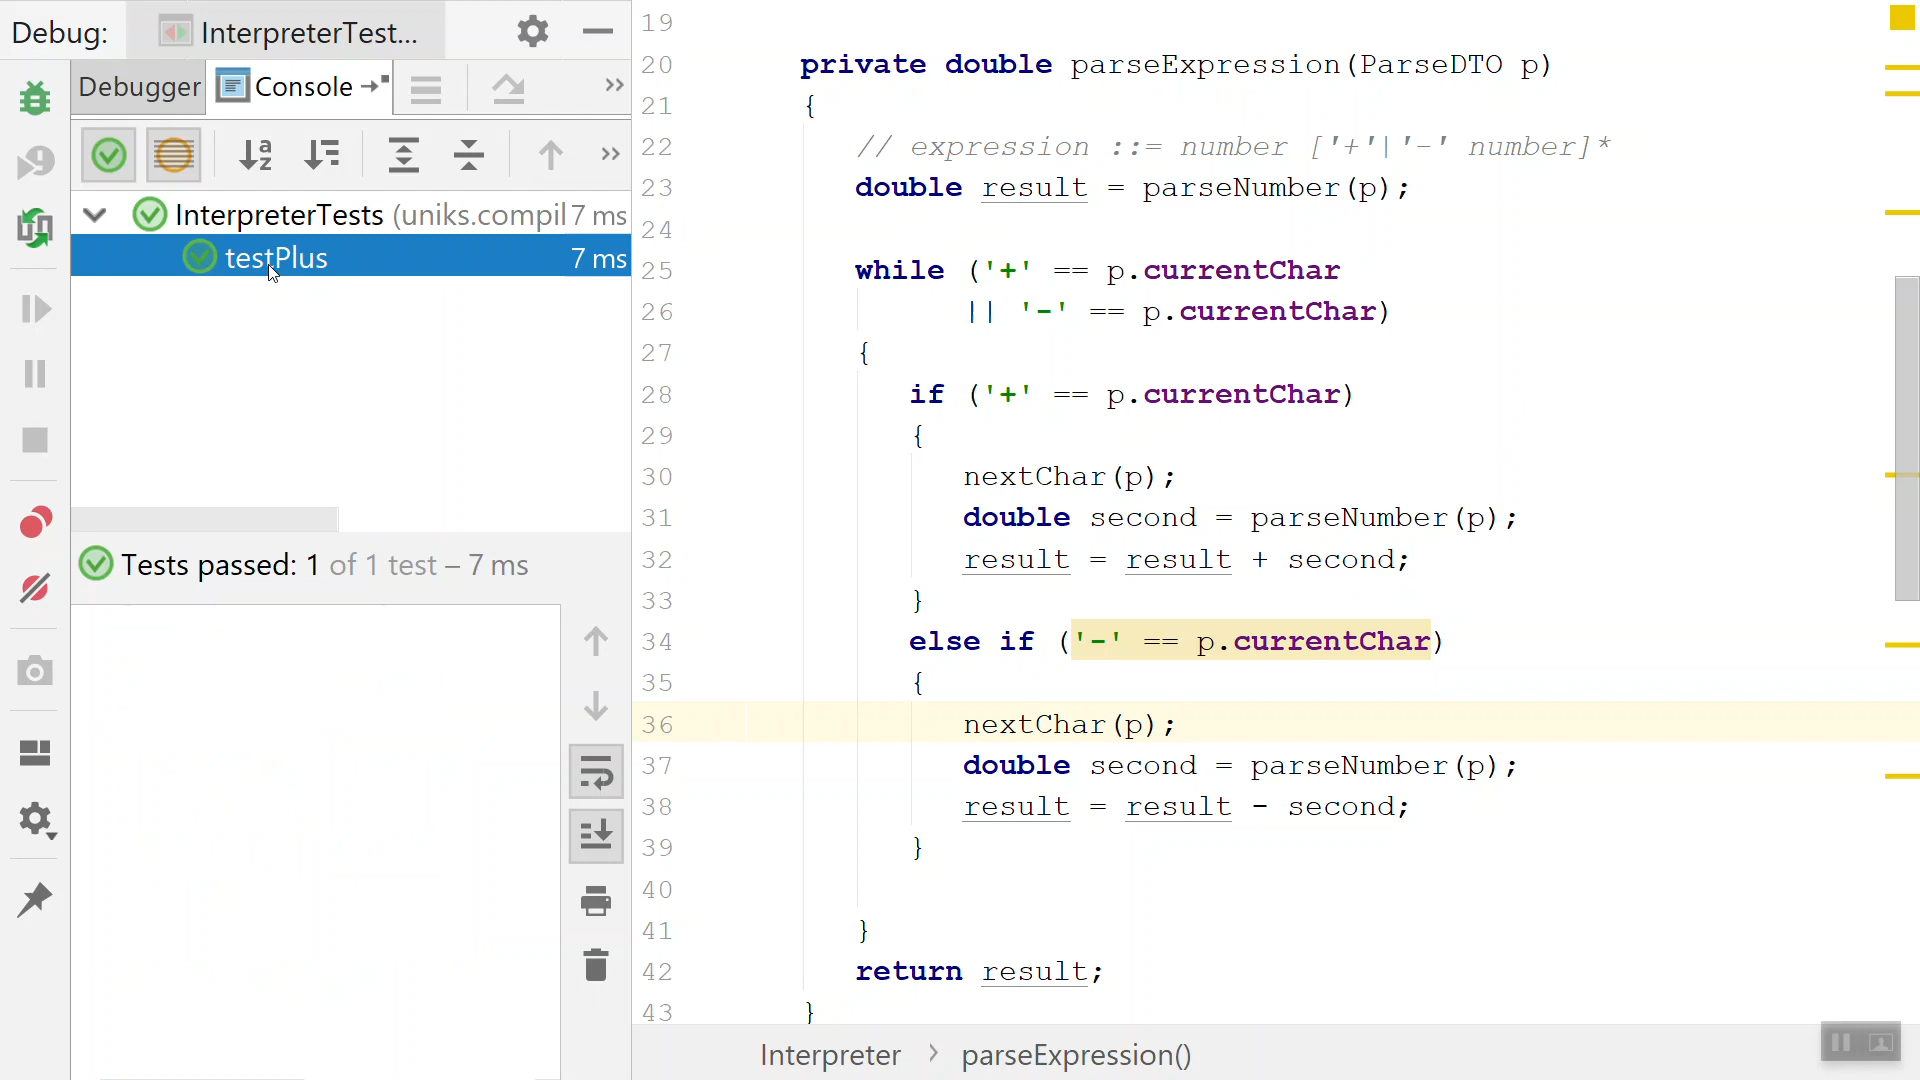 Debug: InterpreterTest...
Debugger Console
InterpreterTests (uniks.compil 7 ms
testPlus 7 ms
Tests passed: 1 of 1 test – 7 ms
19
20 private double parseExpression(ParseDTO p)
21 {
22 // expression ::= number ['+'|'-' number]*
23 double result = parseNumber(p);
24
25 while ('+' == p.currentChar
26 || '-' == p.currentChar)
27 {
28 if ('+' == p.currentChar)
29 {
30 nextChar(p);
31 double second = parseNumber(p);
32 result = result + second;
33 }
34 else if ('-' == p.currentChar)
35 {
36 nextChar(p);
37 double second = parseNumber(p);
38 result = result - second;
39 }
40
41 }
42 return result;
43 }
Interpreter > parseExpression()